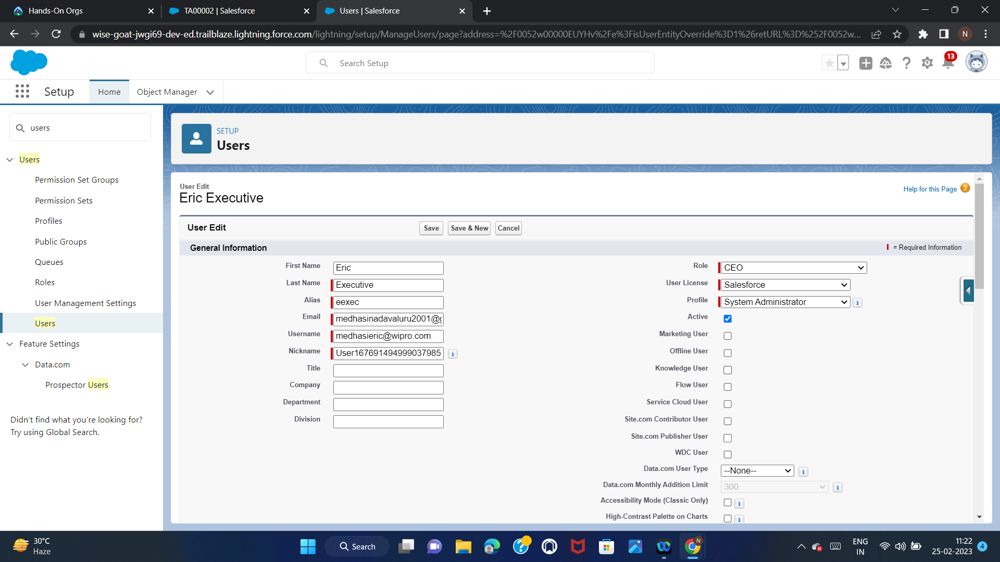 Hands-On Orgs
TA00002 | Salesforce
Users | Salesforce
wise-goat-jwgi69-dev-ed.trailblaze.lightning.force.com/lightning/setup/ManageUsers/page?address=%2F0052w00000EUYHv%2Fe%3FisUserEntityOverride%3D1%26retURL%3D%252F0052w...
N
Search Setup
13
Setup
Home
Object Manager
users
Users
Permission Set Groups
Permission Sets
Profiles
Public Groups
Queues
Roles
User Management Settings
Users
Feature Settings
Data.com
Prospector Users
Didn't find what you're looking for?
Try using Global Search.
SETUP
Users
User Edit
Eric Executive
Help for this Page
User Edit
Save
Save & New
Cancel
General Information
= Required Information
First Name
Eric
Last Name
Executive
Alias
eexec
Email
medhasinadavaluru2001@g
Username
medhasieric@wipro.com
Nickname
User167691494999037985
Title
Company
Department
Division
Role
CEO
User License
Salesforce
Profile
System Administrator
Active
Marketing User
Offline User
Knowledge User
Flow User
Service Cloud User
Site.com Contributor User
Site.com Publisher User
WDC User
Data.com User Type
--None--
Data.com Monthly Addition Limit
300
Accessibility Mode (Classic Only)
High-Contrast Palette on Charts
30°C
Haze
Search
N
ENG
IN
11:22
25-02-2023
4